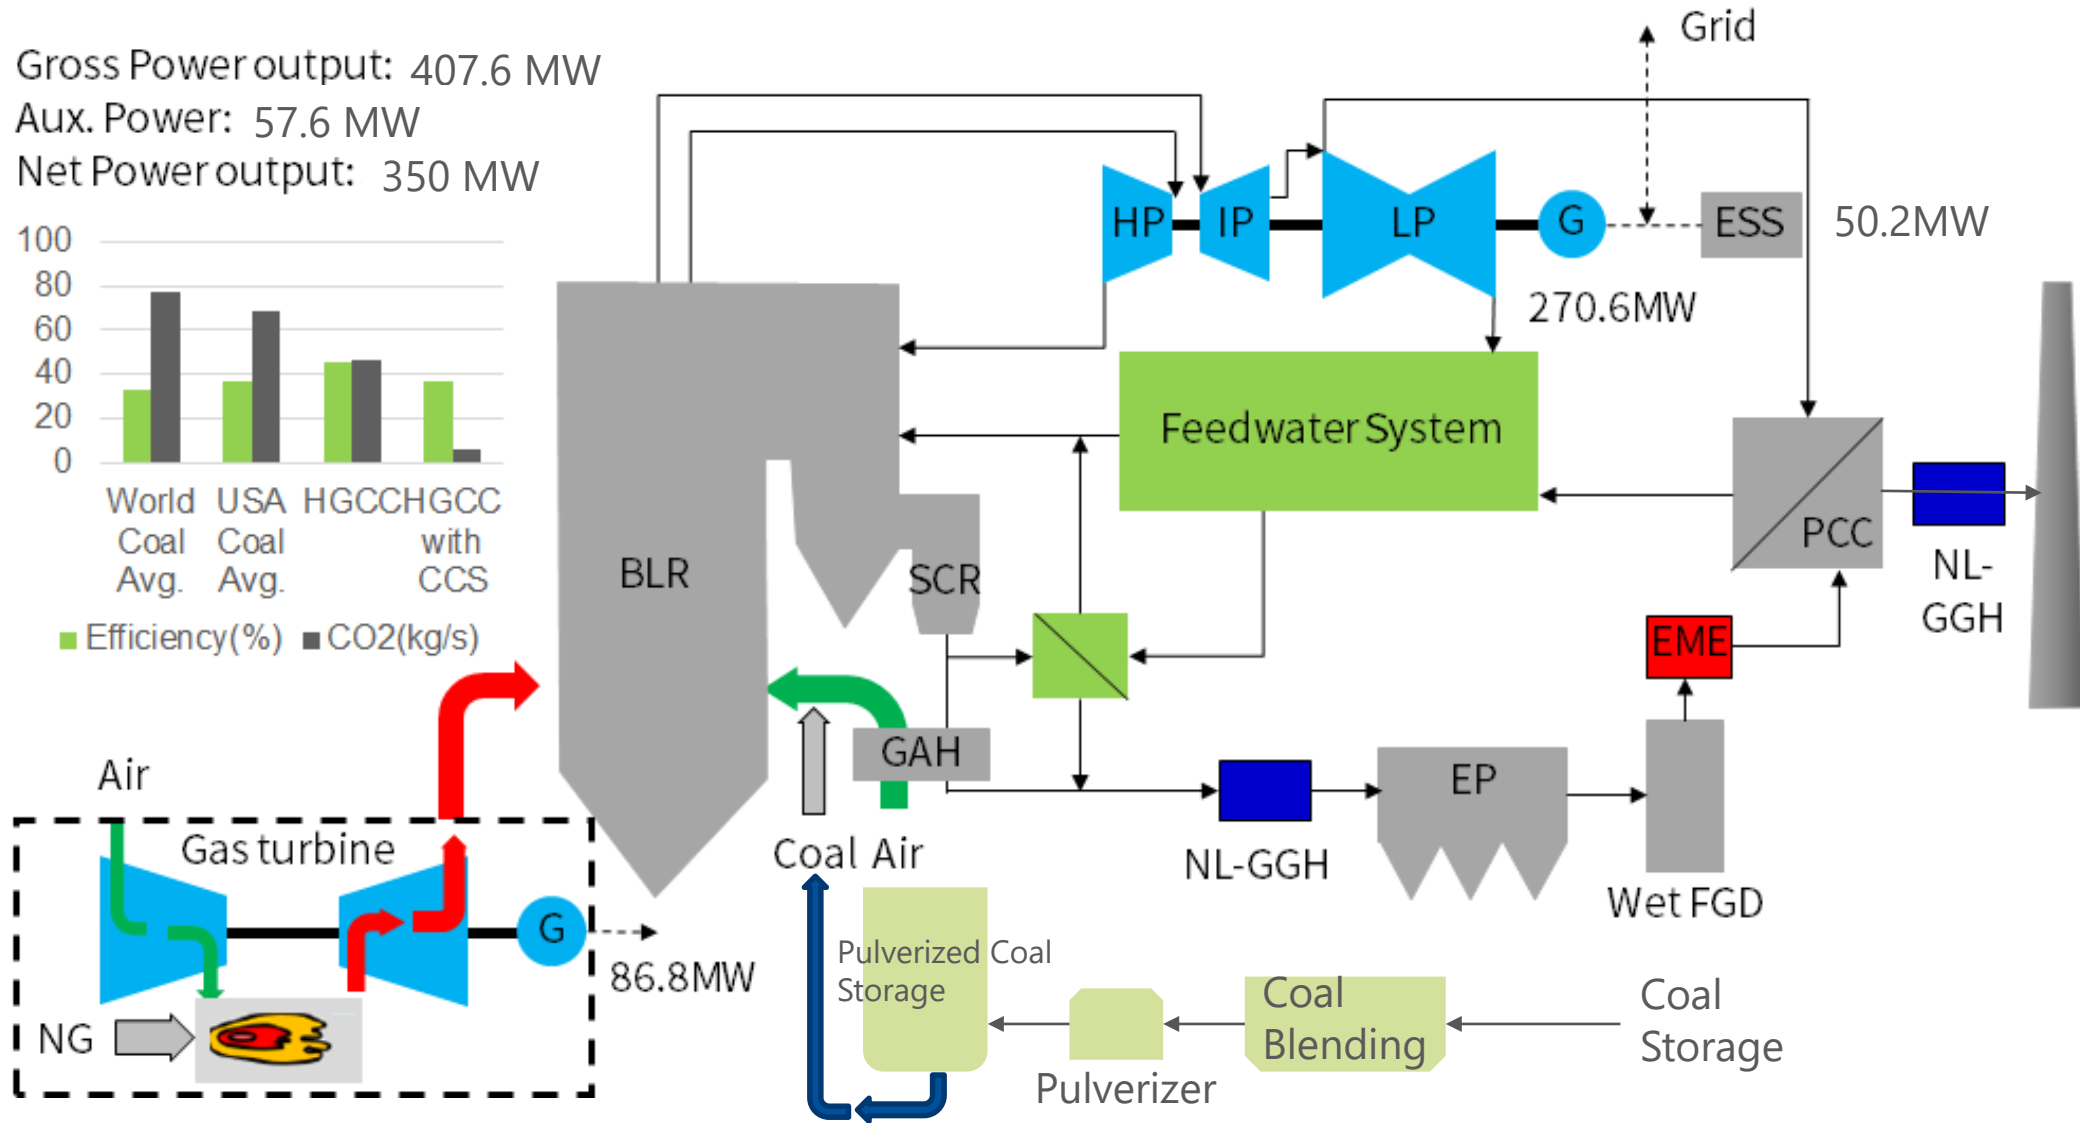 Gross Power output: 407.6 MW
Aux. Power: 57.6 MW
Net Power output: 350 MW
Grid
HP
IP
LP
G
ESS
50.2MW
270.6MW
100
80
60
40
20
0
World
Coal
Avg.
USA
Coal
Avg.
HGCC
HGCC
with
CCS
Efficiency(%)
CO2(kg/s)
Feedwater System
BLR
SCR
PCC
NL-
GGH
EME
GAH
EP
NL-GGH
Wet FGD
Coal
Air
Air
Gas turbine
G
86.8MW
NG
Pulverized Coal
Storage
Pulverizer
Coal
Blending
Coal
Storage